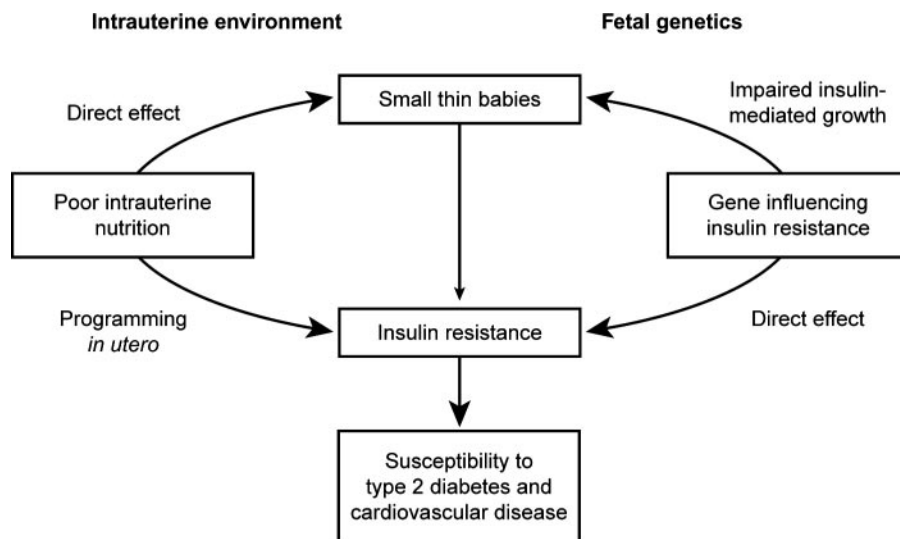 Intrauterine environment
Fetal genetics
Small thin babies
Direct effect
Impaired insulin-
mediated growth
Poor intrauterine
nutrition
Gene influencing
insulin resistance
Programming
in utero
Insulin resistance
Direct effect
Susceptibility to
type 2 diabetes and
cardiovascular disease